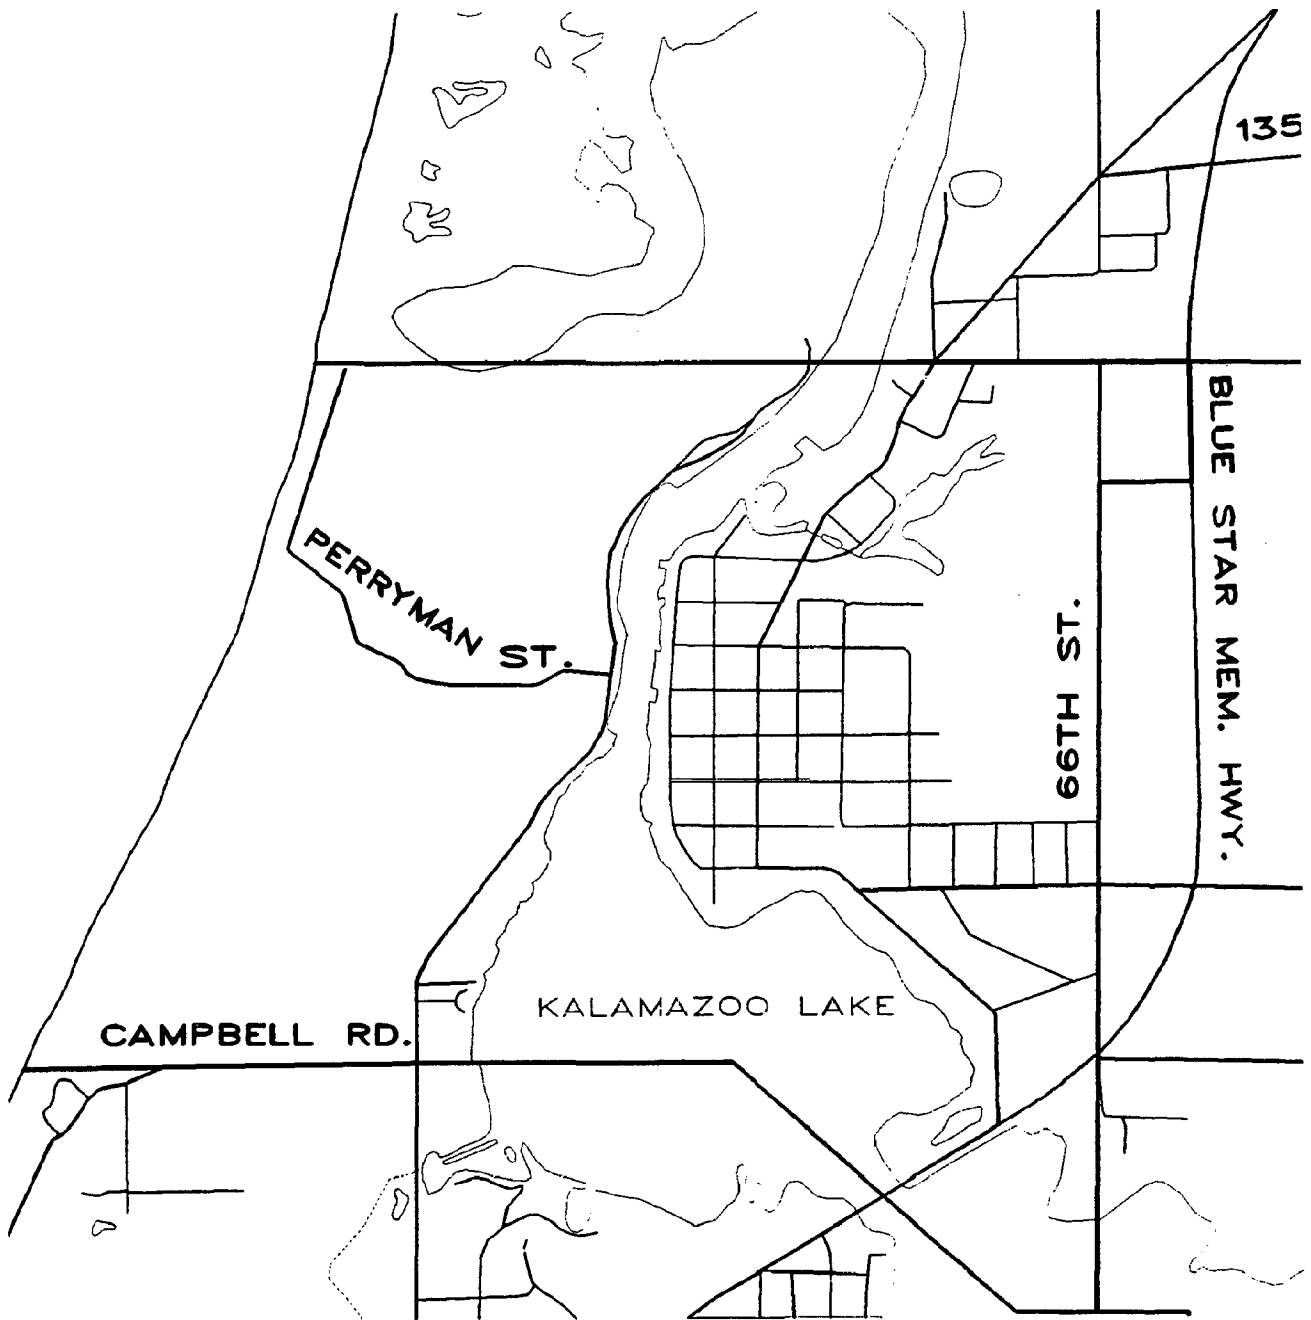 135
BLUE STAR MEM. HWY.
PERRYMAN ST.
66TH ST.
KALAMAZOO LAKE
CAMPBELL RD.